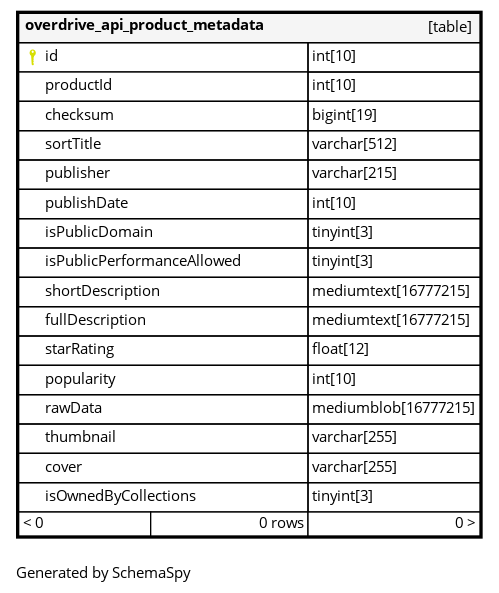 overdrive_api_product_metadata [table]
id int[10]
productId int[10]
checksum bigint[19]
sortTitle varchar[512]
publisher varchar[215]
publishDate int[10]
isPublicDomain tinyint[3]
isPublicPerformanceAllowed tinyint[3]
shortDescription mediumtext[16777215]
fullDescription mediumtext[16777215]
starRating float[12]
popularity int[10]
rawData mediumblob[16777215]
thumbnail varchar[255]
cover varchar[255]
isOwnedByCollections tinyint[3]
< 0 0 rows 0 >
Generated by SchemaSpy